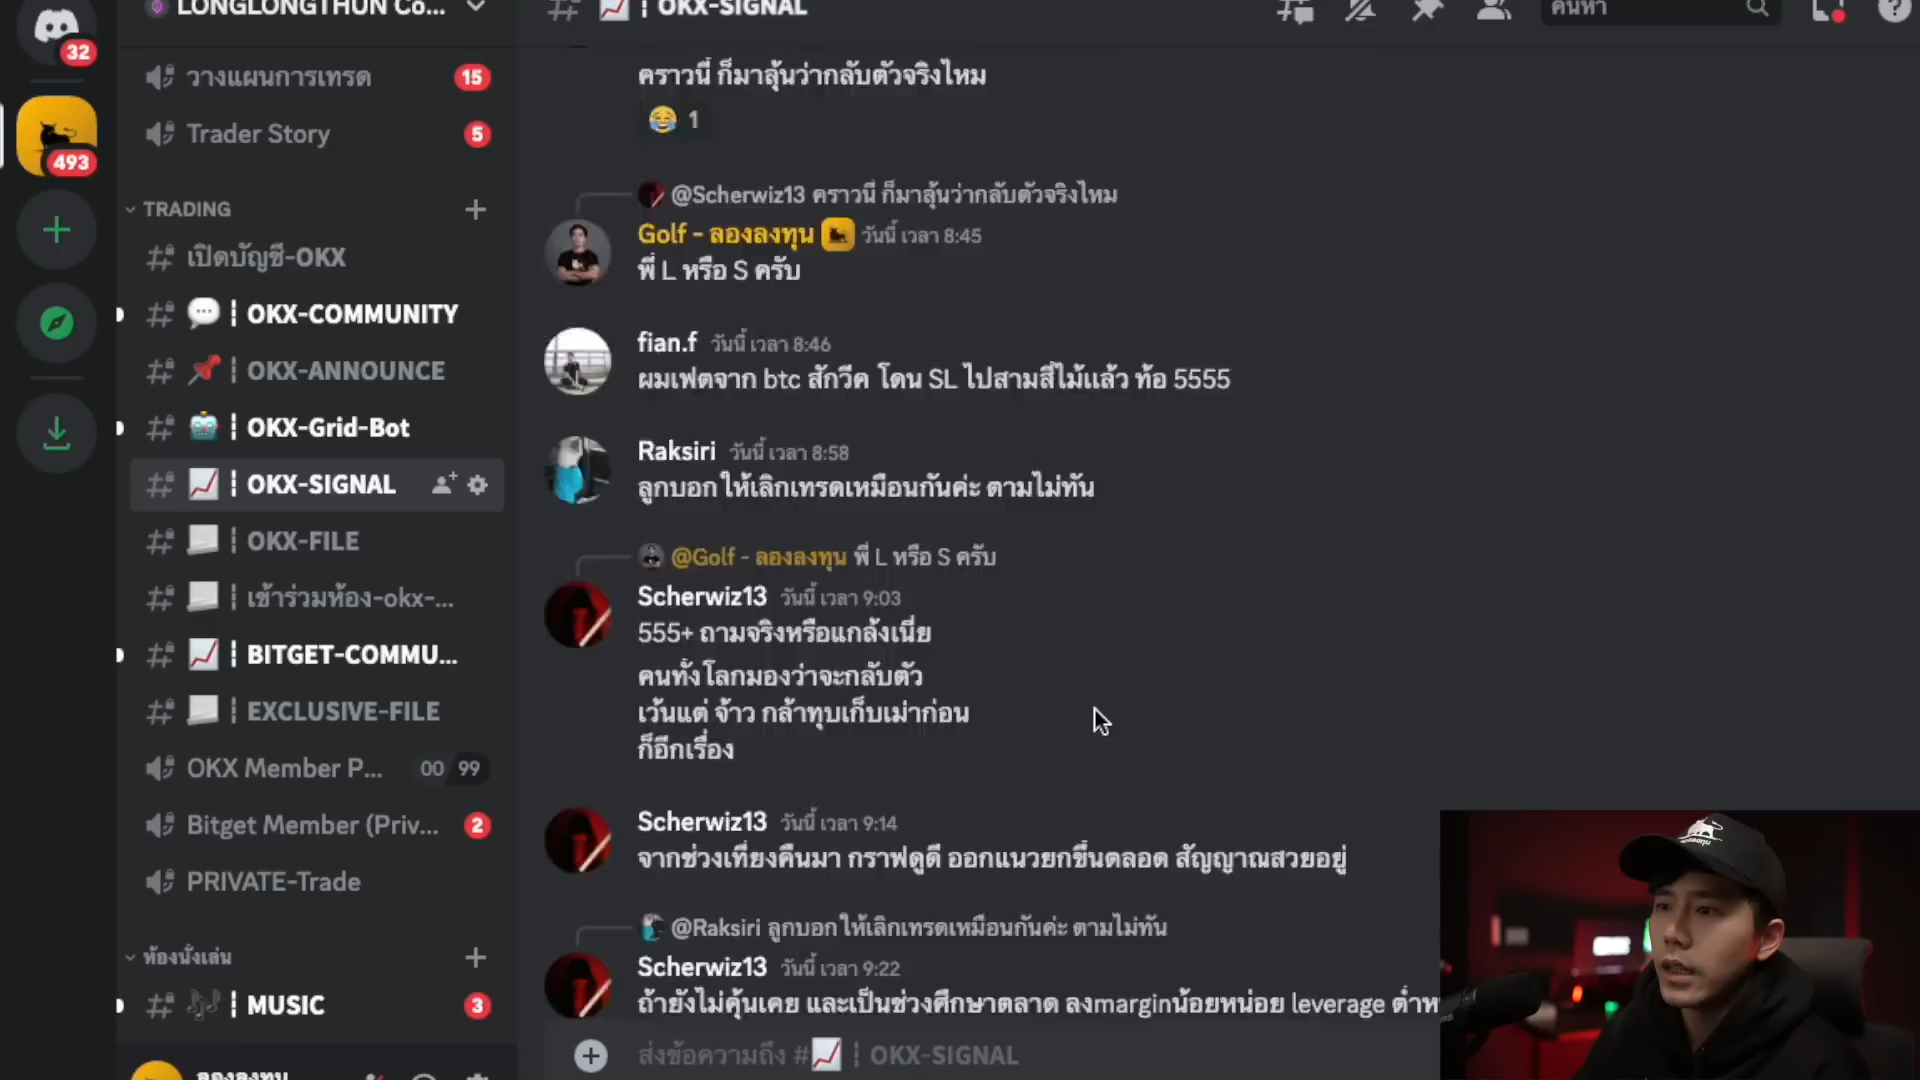 LONGLONGTHUN Co...
32
วางแผนการเทรด
15
Trader Story
5
493
TRADING
เปิดบัญชี-OKX
OKX-COMMUNITY
OKX-ANNOUNCE
OKX-Grid-Bot
OKX-SIGNAL
OKX-FILE
เข้าร่วมห้อง-okx-...
BITGET-COMMU...
EXCLUSIVE-FILE
OKX Member P...
00 99
Bitget Member (Priv...
2
PRIVATE-Trade
ห้องนั่งเล่น
MUSIC
3
ลองลงทุน
OKX-SIGNAL
ค้นหา
คราวนี้ ก็มาลุ้นว่ากลับตัวจริงไหม
1
@Scherwiz13 คราวนี้ ก็มาลุ้นว่ากลับตัวจริงไหม
Golf - ลองลงทุน วันนี้ เวลา 8:45
พี่ L หรือ S ครับ
fian.f วันนี้ เวลา 8:46
ผมเฟตจาก btc สักวีค โดน SL ไปสามสี่ไม้แล้ว ท้อ 5555
Raksiri วันนี้ เวลา 8:58
ลูกบอก ให้เลิกเทรดเหมือนกันค่ะ ตามไม่ทัน
@Golf - ลองลงทุน พี่ L หรือ S ครับ
Scherwiz13 วันนี้ เวลา 9:03
555+ ถามจริงหรือแกล้งเนี่ย
คนทั้งโลกมองว่าจะกลับตัว
เว้นแต่ จ้าว กล้าทุบเก็บเม่าก่อน
ก็อีกเรื่อง
Scherwiz13 วันนี้ เวลา 9:14
จากช่วงเที่ยงคืนมา กราฟดูดี ออกแนวยกขึ้นตลอด สัญญาณสวยอยู่
@Raksiri ลูกบอก ให้เลิกเทรดเหมือนกันค่ะ ตามไม่ทัน
Scherwiz13 วันนี้ เวลา 9:22
ถ้ายังไม่คุ้นเคย และเป็นช่วงศึกษาตลาด ลงmarginน้อยหน่อย leverage
ส่งข้อความถึง # OKX-SIGNAL